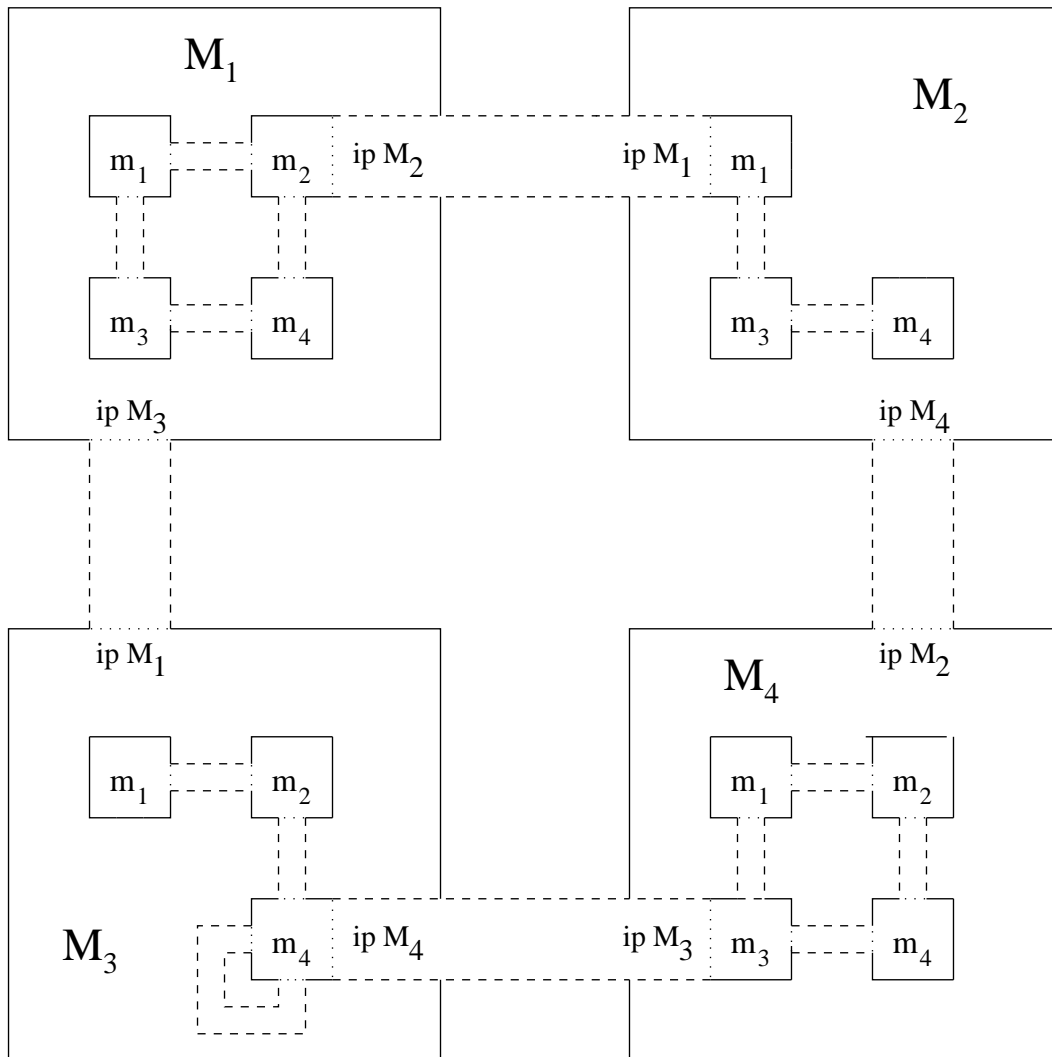 M₁
M₂
m₁ m₂ ip M₂ ip M₁ m₁
m₃ m₄ m₃ m₄
ip M₃ ip M₄
ip M₁ ip M₂
M₄
m₁ m₂ m₁ m₂
M₃ m₄ ip M₄ ip M₃ m₃ m₄